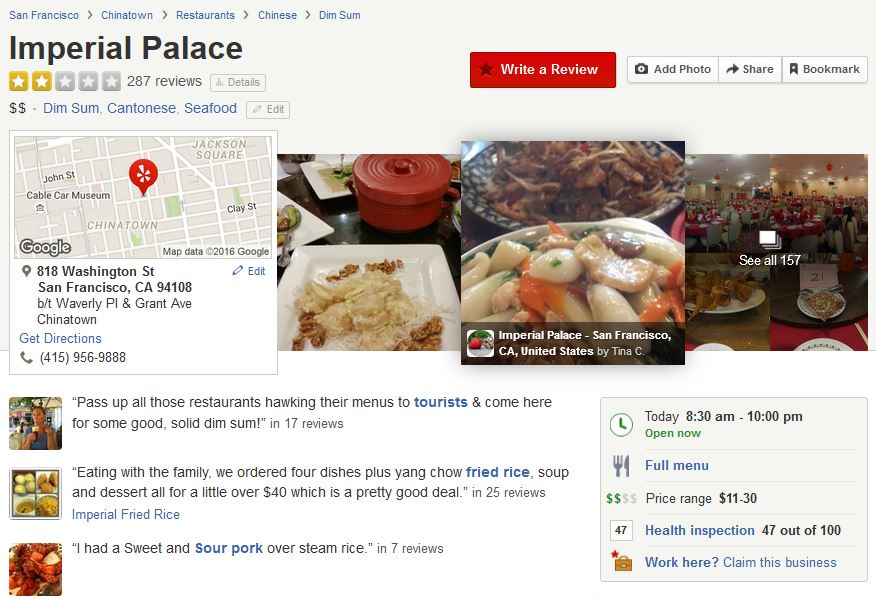 San Francisco > Chinatown > Restaurants > Chinese > Dim Sum
Imperial Palace
287 reviews Details
Write a Review
Add Photo Share Bookmark
$$ · Dim Sum, Cantonese, Seafood Edit
JACKSON
SQUARE
John St
Cable Car Museum
Clay St
CHINATOWN
Google
Map data ©2016 Google
818 Washington St
San Francisco, CA 94108
b/t Waverly Pl & Grant Ave
Chinatown
Edit
Get Directions
(415) 956-9888
Imperial Palace - San Francisco,
CA, United States by Tina C.
See all 157
21
“Pass up all those restaurants hawking their menus to tourists & come here
for some good, solid dim sum!” in 17 reviews
“Eating with the family, we ordered four dishes plus yang chow fried rice, soup
and dessert all for a little over $40 which is a pretty good deal.” in 25 reviews
Imperial Fried Rice
“I had a Sweet and Sour pork over steam rice.” in 7 reviews
Today 8:30 am - 10:00 pm
Open now
Full menu
$$$$ Price range $11-30
47 Health inspection 47 out of 100
Work here? Claim this business